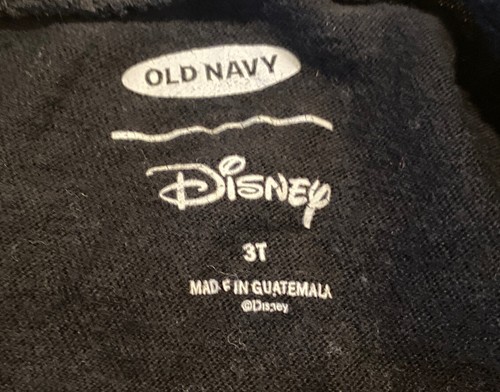 OLD NAVY
Disney
3T
MADE IN GUATEMALA
©Disney